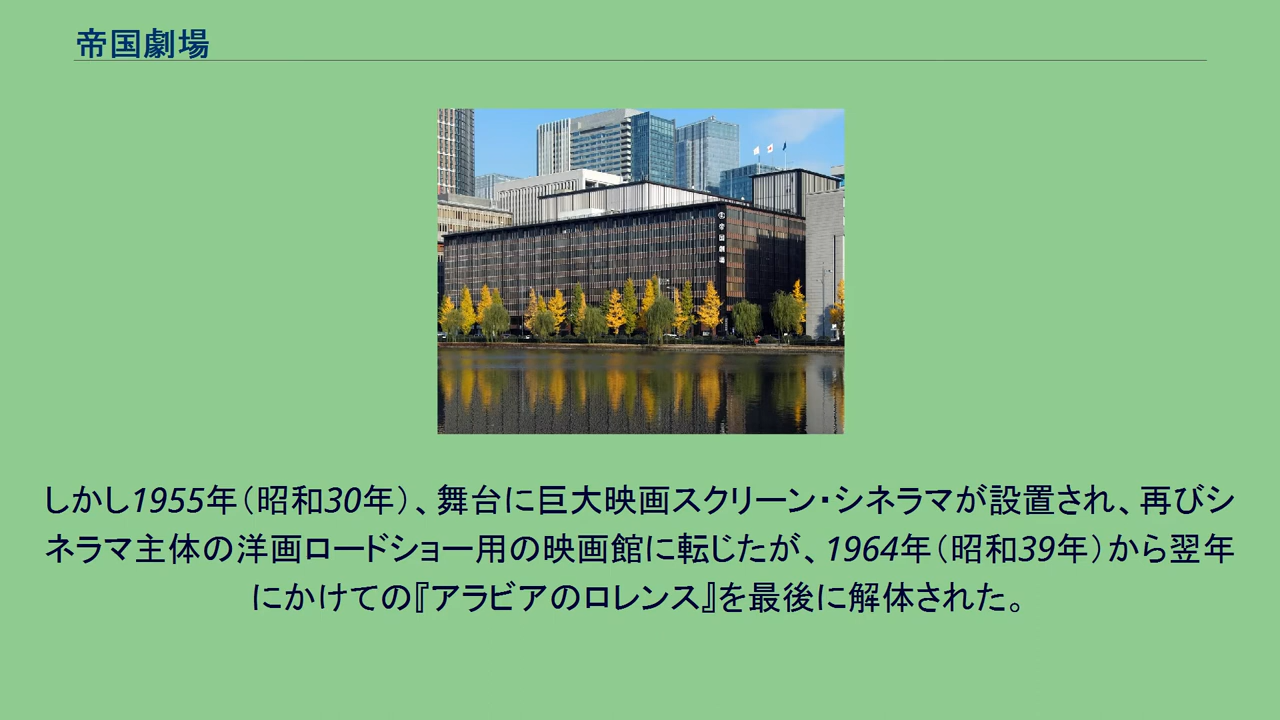 帝国劇場
帝国劇場
しかし1955年（昭和30年）、舞台に巨大映画スクリーン・シネラマが設置され、再びシ
ネラマ主体の洋画ロードショー用の映画館に転じたが、1964年（昭和39年）から翌年
にかけての『アラビアのロレンス』を最後に解体された。